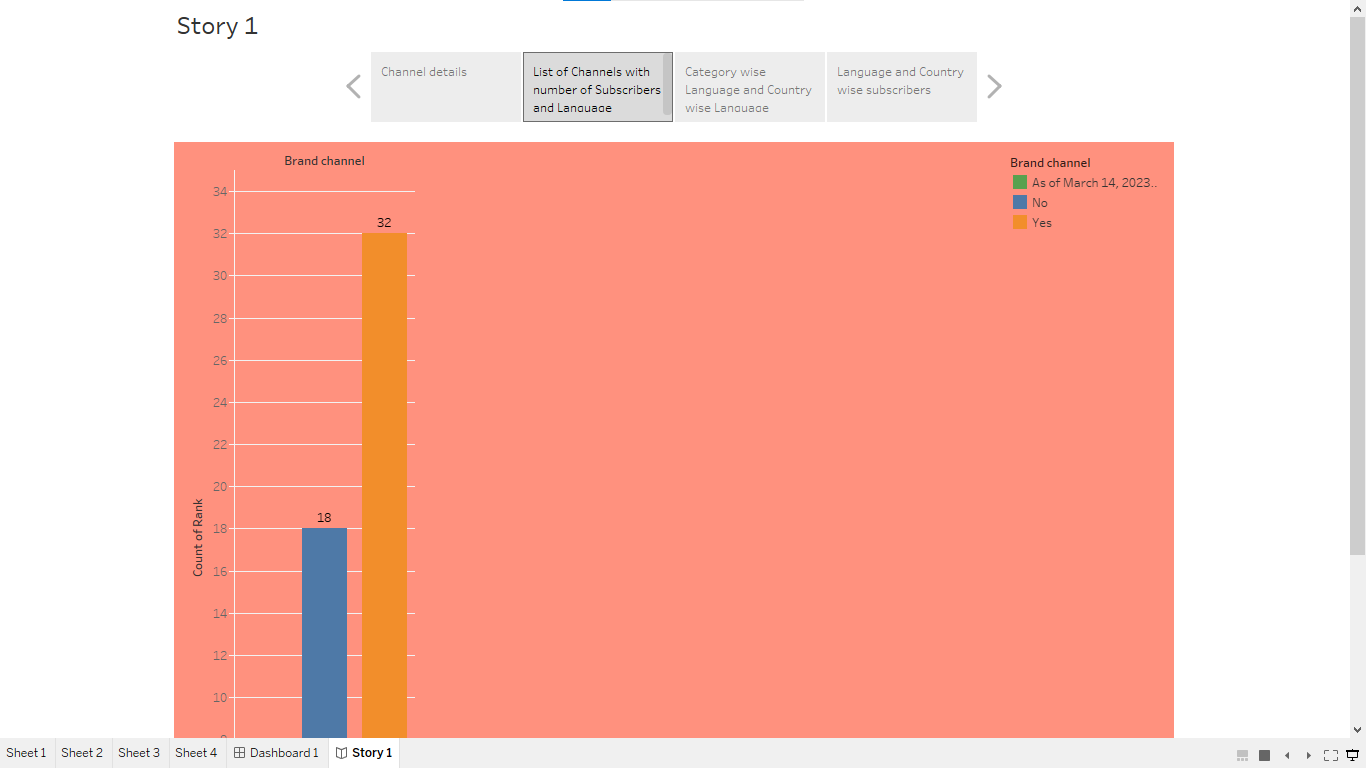 Story 1
Channel details
List of Channels with
number of Subscribers
and Language
Category wise
Language and Country
wise Language
Language and Country
wise subscribers
Brand channel
34
32
30
28
26
24
22
20
18
16
14
12
10
32
18
Count of Rank
Brand channel
As of March 14, 2023..
No
Yes
Sheet 1
Sheet 2
Sheet 3
Sheet 4
Dashboard 1
Story 1